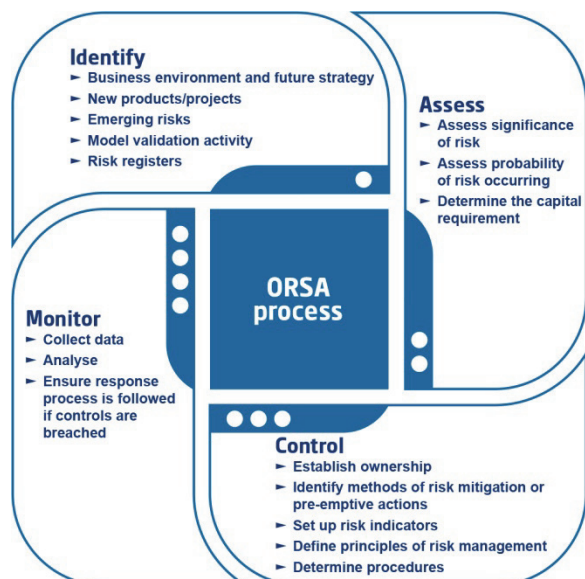 Identify
► Business environment and future strategy
► New products/projects
► Emerging risks
► Model validation activity
► Risk registers
Assess
► Assess significance
of risk
► Assess probability
of risk occurring
► Determine the capital
requirement
ORSA
process
Monitor
► Collect data
► Analyse
► Ensure response
process is followed
if controls are
breached
Control
► Establish ownership
► Identify methods of risk mitigation or
pre-emptive actions
► Set up risk indicators
► Define principles of risk management
► Determine procedures